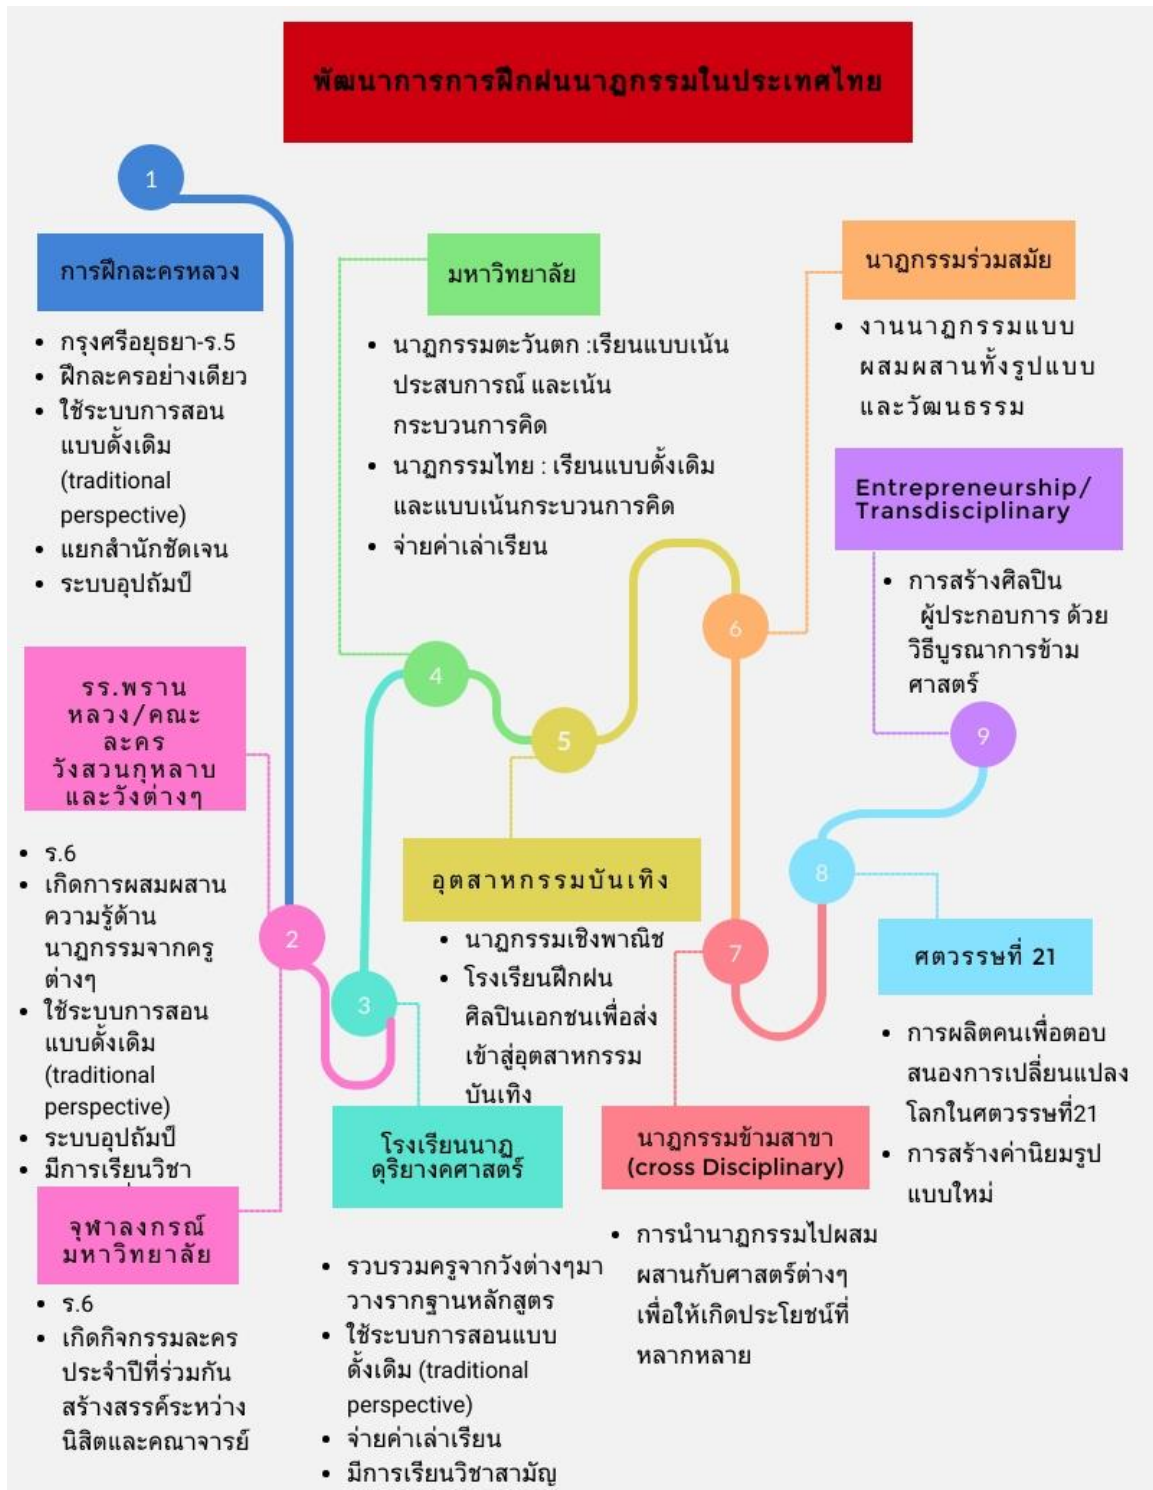 พัฒนาการการฝึกฝนนาฏกรรมในประเทศไทย
1
การฝึกละครหลวง
• กรุงศรีอยุธยา-ร.5
• ฝึกละครอย่างเดียว
• ใช้ระบบการสอน
แบบดั้งเดิม
(traditional
perspective)
• แยกสำนักชัดเจน
• ระบบอุปถัมป์
รร.พราน
หลวง/คณะ
ละคร
วังสวนกุหลาบ
และวังต่างๆ
2
• ร.6
• เกิดการผสมผสาน
ความรู้ด้าน
นาฏกรรมจากครู
ต่างๆ
• ใช้ระบบการสอน
แบบดั้งเดิม
(traditional
perspective)
• ระบบอุปถัมป์
• มีการเรียนวิชา
จุฬาลงกรณ์
มหาวิทยาลัย
• ร.6
• เกิดกิจกรรมละคร
ประจำปีที่ร่วมกัน
สร้างสรรค์ระหว่าง
นิสิตและคณาจารย์
3
โรงเรียนนาฏ
ดุริยางคศาสตร์
• รวบรวมครูจากวังต่างๆมา
วางรากฐานหลักสูตร
• ใช้ระบบการสอนแบบ
ดั้งเดิม (traditional
perspective)
• จ่ายค่าเล่าเรียน
• มีการเรียนวิชาสามัญ
มหาวิทยาลัย
• นาฏกรรมตะวันตก :เรียนแบบเน้น
ประสบการณ์ และเน้น
กระบวนการคิด
• นาฏกรรมไทย : เรียนแบบดั้งเดิม
และแบบเน้นกระบวนการคิด
• จ่ายค่าเล่าเรียน
4
5
อุตสาหกรรมบันเทิง
• นาฏกรรมเชิงพาณิช
• โรงเรียนฝึกฝน
ศิลปินเอกชนเพื่อส่ง
เข้าสู่อุตสาหกรรม
บันเทิง
นาฏกรรมร่วมสมัย
• งานนาฏกรรมแบบ
ผสมผสานทั้งรูปแบบ
และวัฒนธรรม
6
7
นาฏกรรมข้ามสาขา
(cross Disciplinary)
• การนำนาฏกรรมไปผสม
ผสานกับศาสตร์ต่างๆ
เพื่อให้เกิดประโยชน์ที่
หลากหลาย
8
ศตวรรษที่ 21
• การผลิตคนเพื่อตอบ
สนองการเปลี่ยนแปลง
โลกในศตวรรษที่21
• การสร้างค่านิยมรูป
แบบใหม่
Entrepreneurship/
Transdisciplinary
• การสร้างศิลปิน
ผู้ประกอบการ ด้วย
วิธีบูรณาการข้าม
ศาสตร์
9